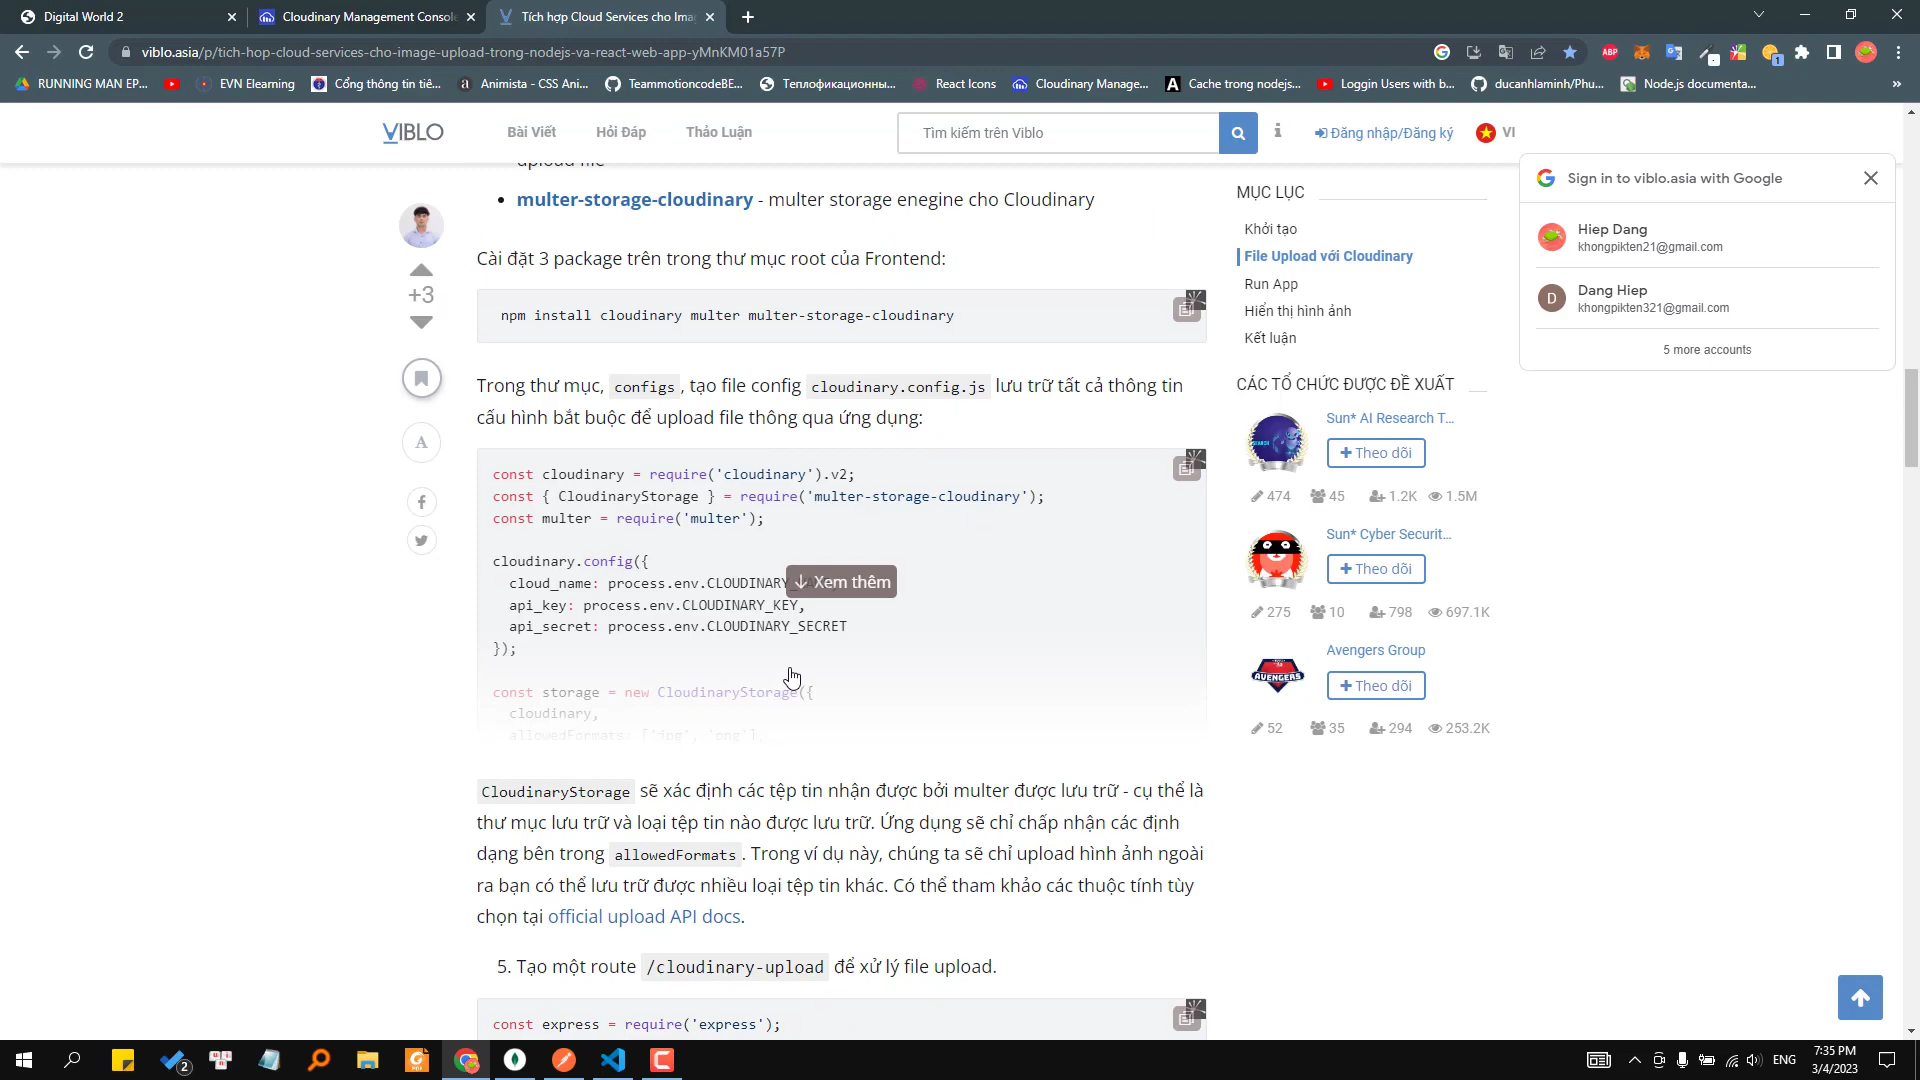 Digital World 2
Cloudinary Management Console
Tích hợp Cloud Services cho Ima
viblo.asia/p/tich-hop-cloud-services-cho-image-upload-trong-nodejs-va-react-web-app-yMnKM01a57P
ABP
1
RUNNING MAN EP...
EVN Elearning
Cổng thông tin tiê...
Animista - CSS Ani...
TeammotioncodeBE...
Теплофикационны...
React Icons
Cloudinary Manage...
Cache trong nodejs...
Loggin Users with b...
ducanhlaminh/Phu...
Node.js documenta...
VIBLO
Bài Viết
Hỏi Đáp
Thảo Luận
Tìm kiếm trên Viblo
Đăng nhập/Đăng ký
VI
upload file
multer-storage-cloudinary - multer storage enegine cho Cloudinary
+3
Cài đặt 3 package trên trong thư mục root của Frontend:
npm install cloudinary multer multer-storage-cloudinary
Trong thư mục, configs, tạo file config cloudinary.config.js lưu trữ tất cả thông tin
cấu hình bắt buộc để upload file thông qua ứng dụng:
A
const cloudinary = require('cloudinary').v2;
const { CloudinaryStorage } = require('multer-storage-cloudinary');
const multer = require('multer');
cloudinary.config({
cloud_name: process.env.CLOUDINARY
Xem thêm
api_key: process.env.CLOUDINARY_KEY,
api_secret: process.env.CLOUDINARY_SECRET
});
const storage = new CloudinaryStorage({
cloudinary,
allowedFormats: ['jpg', 'png'],
CloudinaryStorage sẽ xác định các tệp tin nhận được bởi multer được lưu trữ - cụ thể là
thư mục lưu trữ và loại tệp tin nào được lưu trữ. Ứng dụng sẽ chỉ chấp nhận các định
dạng bên trong allowedFormats. Trong ví dụ này, chúng ta sẽ chỉ upload hình ảnh ngoài
ra bạn có thể lưu trữ được nhiều loại tệp tin khác. Có thể tham khảo các thuộc tính tùy
chọn tại official upload API docs.
5. Tạo một route /cloudinary-upload để xử lý file upload.
const express = require('express');
MỤC LỤC
Khởi tạo
File Upload với Cloudinary
Run App
Hiển thị hình ảnh
Kết luận
CÁC TỔ CHỨC ĐƯỢC ĐỀ XUẤT
Sun* AI Research T...
Theo dõi
474 45 1.2K 1.5M
Sun* Cyber Securit...
Theo dõi
275 10 798 697.1K
Avengers Group
AVENGERS
Theo dõi
52 35 294 253.2K
Sign in to viblo.asia with Google
Hiep Dang
khongpikten21@gmail.com
D
Dang Hiep
khongpikten321@gmail.com
5 more accounts
2
ENG
7:35 PM
3/4/2023